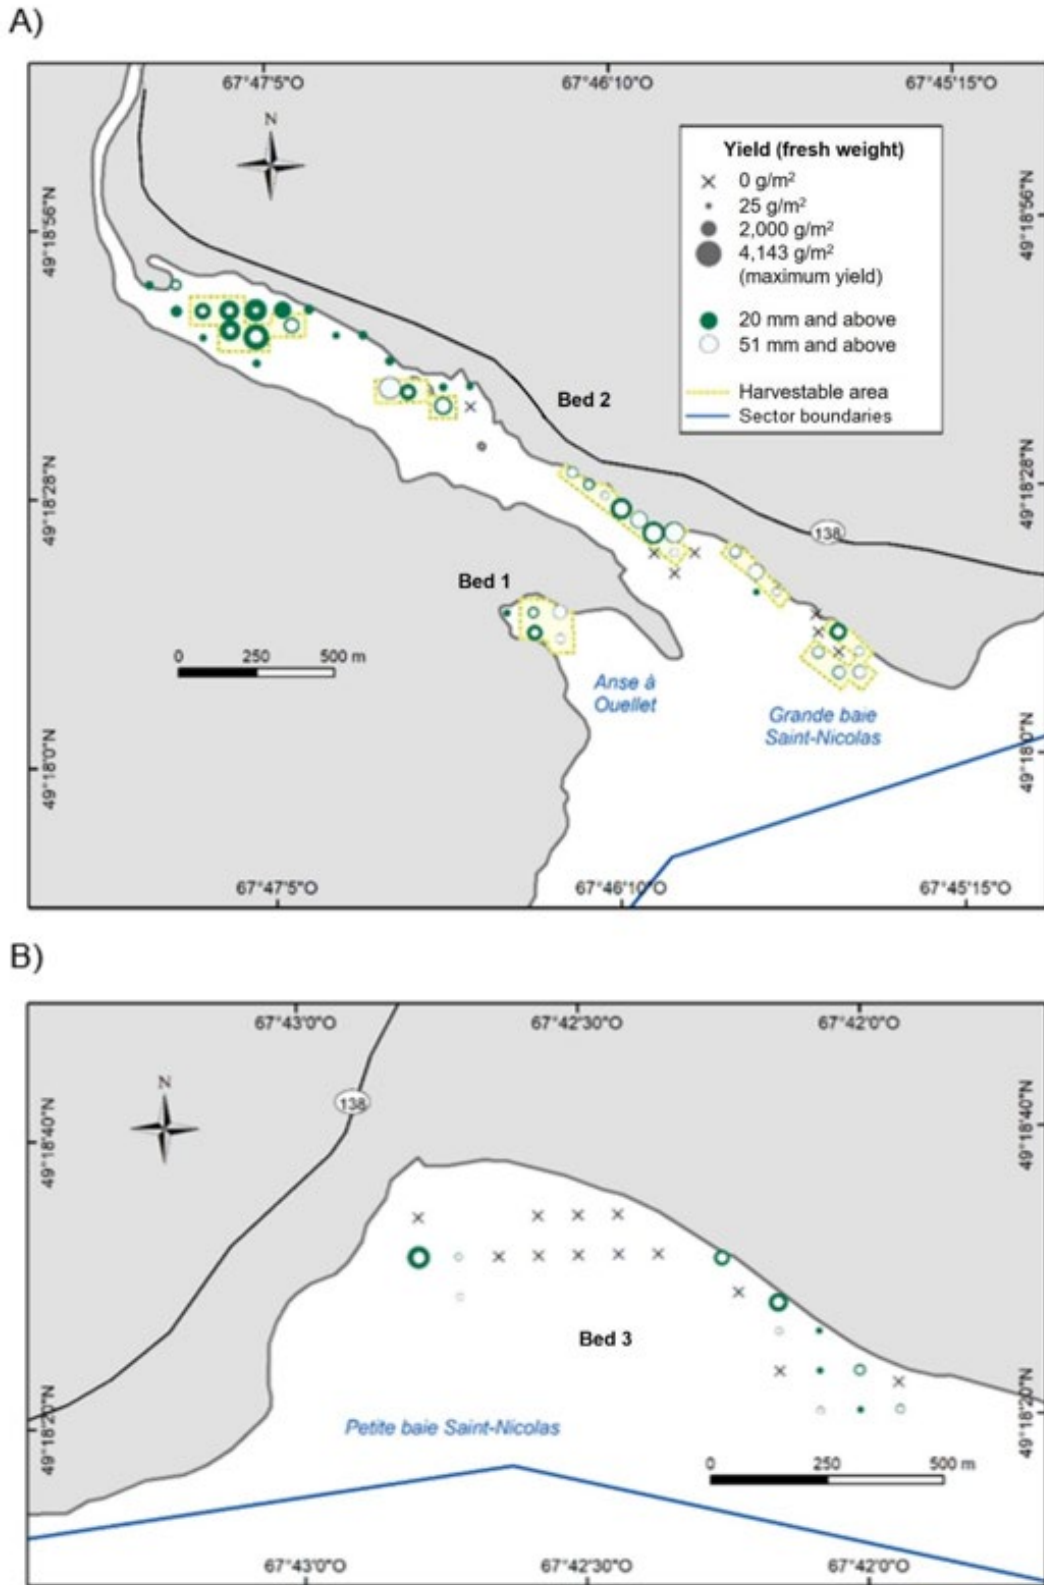 A)
67°47'5"O
67°46'10"O
67°45'15"O
N
Yield (fresh weight)
0 g/m²
25 g/m²
2,000 g/m²
4,143 g/m²
(maximum yield)
20 mm and above
51 mm and above
Harvestable area
Sector boundaries
49°18'56"N
49°18'56"N
Bed 2
49°18'28"N
49°18'28"N
138
Bed 1
0 250 500 m
Anse à
Ouellet
Grande baie
Saint-Nicolas
49°18'0"N
49°18'0"N
67°47'5"O
67°46'10"O
67°45'15"O
B)
67°43'0"O
67°42'30"O
67°42'0"O
N
138
49°18'40"N
49°18'40"N
Bed 3
49°18'20"N
49°18'20"N
Petite baie Saint-Nicolas
0 250 500 m
67°43'0"O
67°42'30"O
67°42'0"O